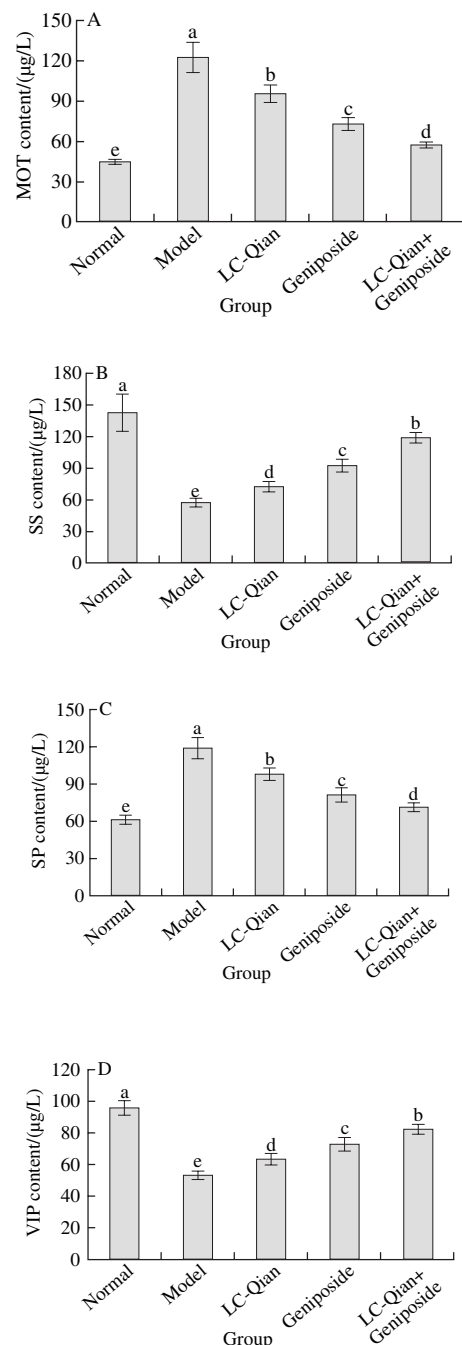 A
MOT content/(μg/L)
150
120
90
60
30
0
e
a
b
c
d
Normal
Model
LC-Qian
Geniposide
LC-Qian+
Geniposide
Group
B
SS content/(μg/L)
180
150
120
90
60
30
0
a
e
d
c
b
Normal
Model
LC-Qian
Geniposide
LC-Qian+
Geniposide
Group
C
SP content/(μg/L)
150
120
90
60
30
0
e
a
b
c
d
Normal
Model
LC-Qian
Geniposide
LC-Qian+
Geniposide
Group
D
VIP content/(μg/L)
120
100
80
60
40
20
0
a
e
d
c
b
Normal
Model
LC-Qian
Geniposide
LC-Qian+
Geniposide
Group